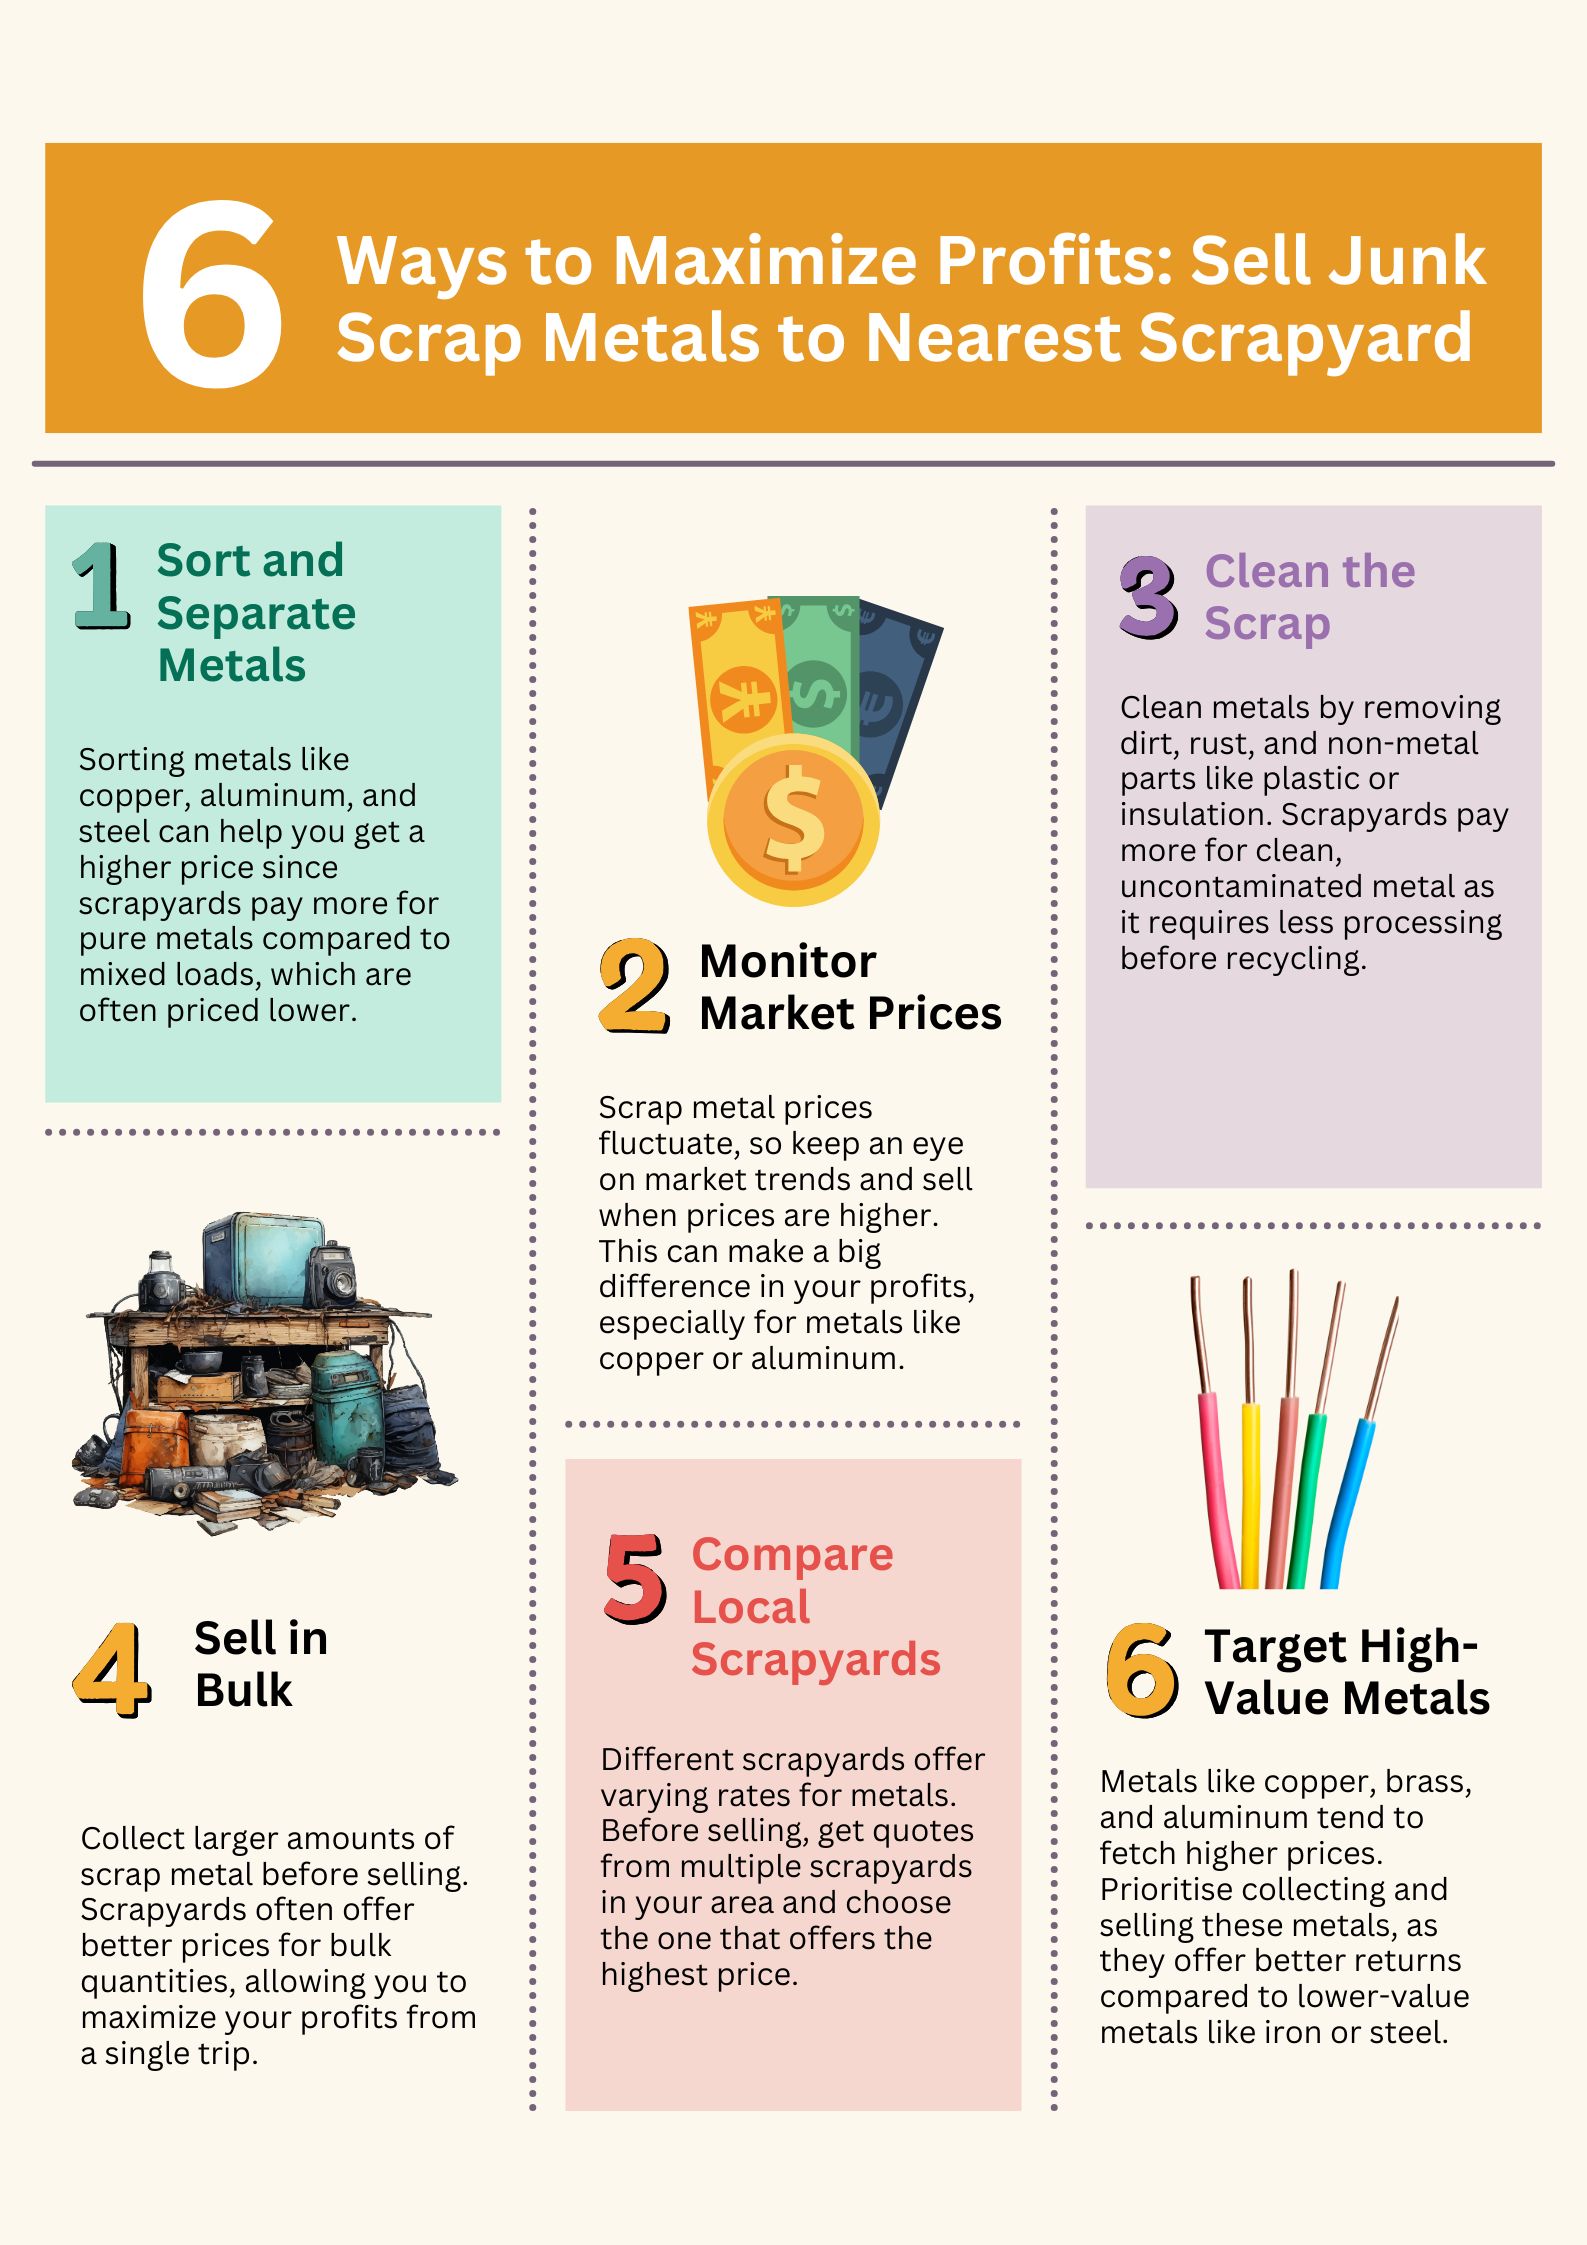 6
Ways to Maximize Profits: Sell Junk
Scrap Metals to Nearest Scrapyard
1
Sort and
Separate
Metals
Sorting metals like
copper, aluminum, and
steel can help you get a
higher price since
scrapyards pay more for
pure metals compared to
mixed loads, which are
often priced lower.
¥
¥
¥
$
$
$
€
€
$
2
Monitor
Market Prices
Scrap metal prices
fluctuate, so keep an eye
on market trends and sell
when prices are higher.
This can make a big
difference in your profits,
especially for metals like
copper or aluminum.
3
Clean the
Scrap
Clean metals by removing
dirt, rust, and non-metal
parts like plastic or
insulation. Scrapyards pay
more for clean,
uncontaminated metal as
it requires less processing
before recycling.
4
Sell in
Bulk
Collect larger amounts of
scrap metal before selling.
Scrapyards often offer
better prices for bulk
quantities, allowing you to
maximize your profits from
a single trip.
5
Compare
Local
Scrapyards
Different scrapyards offer
varying rates for metals.
Before selling, get quotes
from multiple scrapyards
in your area and choose
the one that offers the
highest price.
6
Target High-
Value Metals
Metals like copper, brass,
and aluminum tend to
fetch higher prices.
Prioritise collecting and
selling these metals, as
they offer better returns
compared to lower-value
metals like iron or steel.